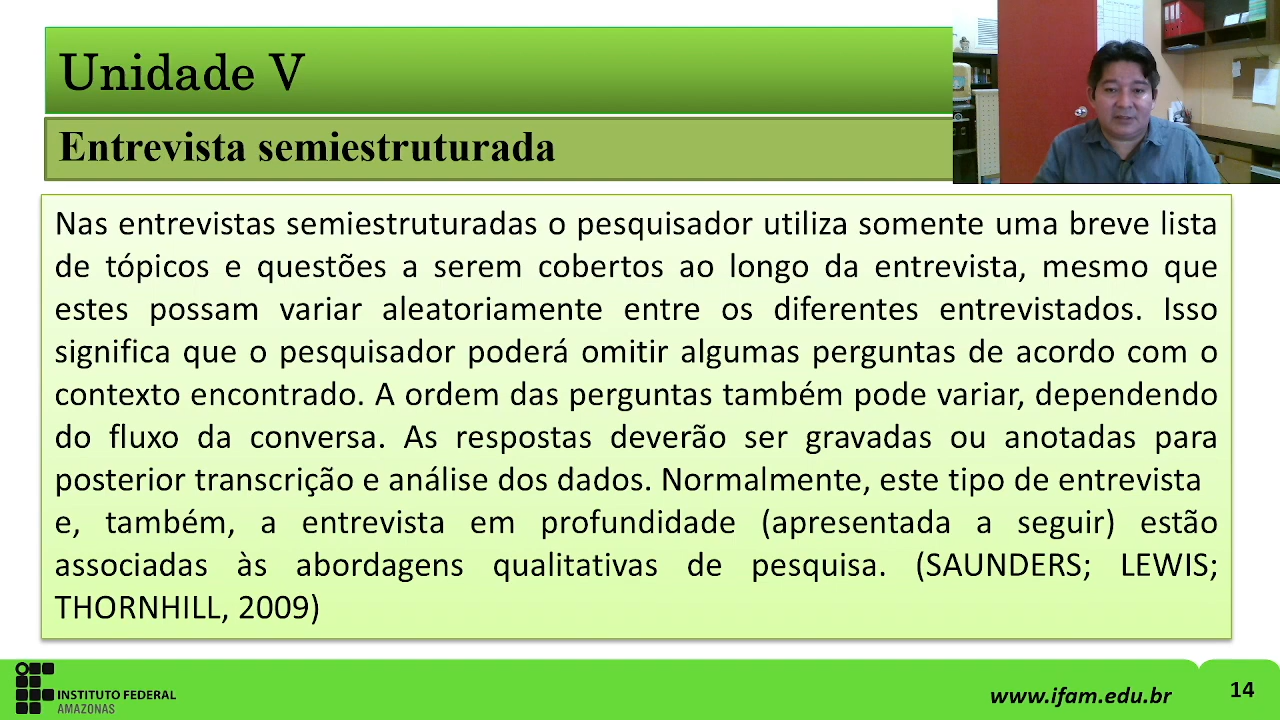 Unidade V
Entrevista semiestruturada
Nas entrevistas semiestruturadas o pesquisador utiliza somente uma breve lista
de tópicos e questões a serem cobertos ao longo da entrevista, mesmo que
estes possam variar aleatoriamente entre os diferentes entrevistados. Isso
significa que o pesquisador poderá omitir algumas perguntas de acordo com o
contexto encontrado. A ordem das perguntas também pode variar, dependendo
do fluxo da conversa. As respostas deverão ser gravadas ou anotadas para
posterior transcrição e análise dos dados. Normalmente, este tipo de entrevista
e, também, a entrevista em profundidade (apresentada a seguir) estão
associadas às abordagens qualitativas de pesquisa. (SAUNDERS; LEWIS;
THORNHILL, 2009)
INSTITUTO FEDERAL
AMAZONAS
www.ifam.edu.br
14